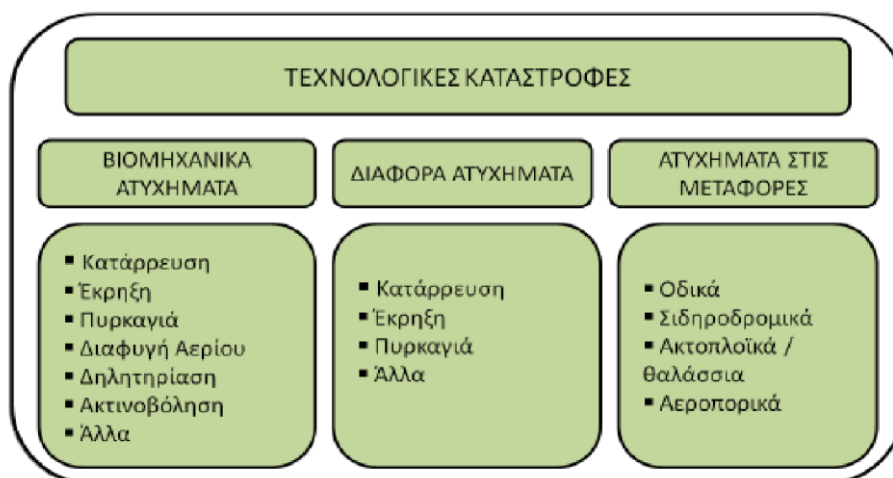 ΤΕΧΝΟΛΟΓΙΚΕΣ ΚΑΤΑΣΤΡΟΦΕΣ
ΒΙΟΜΗΧΑΝΙΚΑ
ΑΤΥΧΗΜΑΤΑ
▪ Κατάρρευση
▪ Έκρηξη
▪ Πυρκαγιά
▪ Διαφυγή Αερίου
▪ Δηλητηρίαση
▪ Ακτινοβόληση
▪ Άλλα
ΔΙΑΦΟΡΑ ΑΤΥΧΗΜΑΤΑ
▪ Κατάρρευση
▪ Έκρηξη
▪ Πυρκαγιά
▪ Άλλα
ΑΤΥΧΗΜΑΤΑ ΣΤΙΣ
ΜΕΤΑΦΟΡΕΣ
▪ Οδικά
▪ Σιδηροδρομικά
▪ Ακτοπλοϊκά /
θαλάσσια
▪ Αεροπορικά